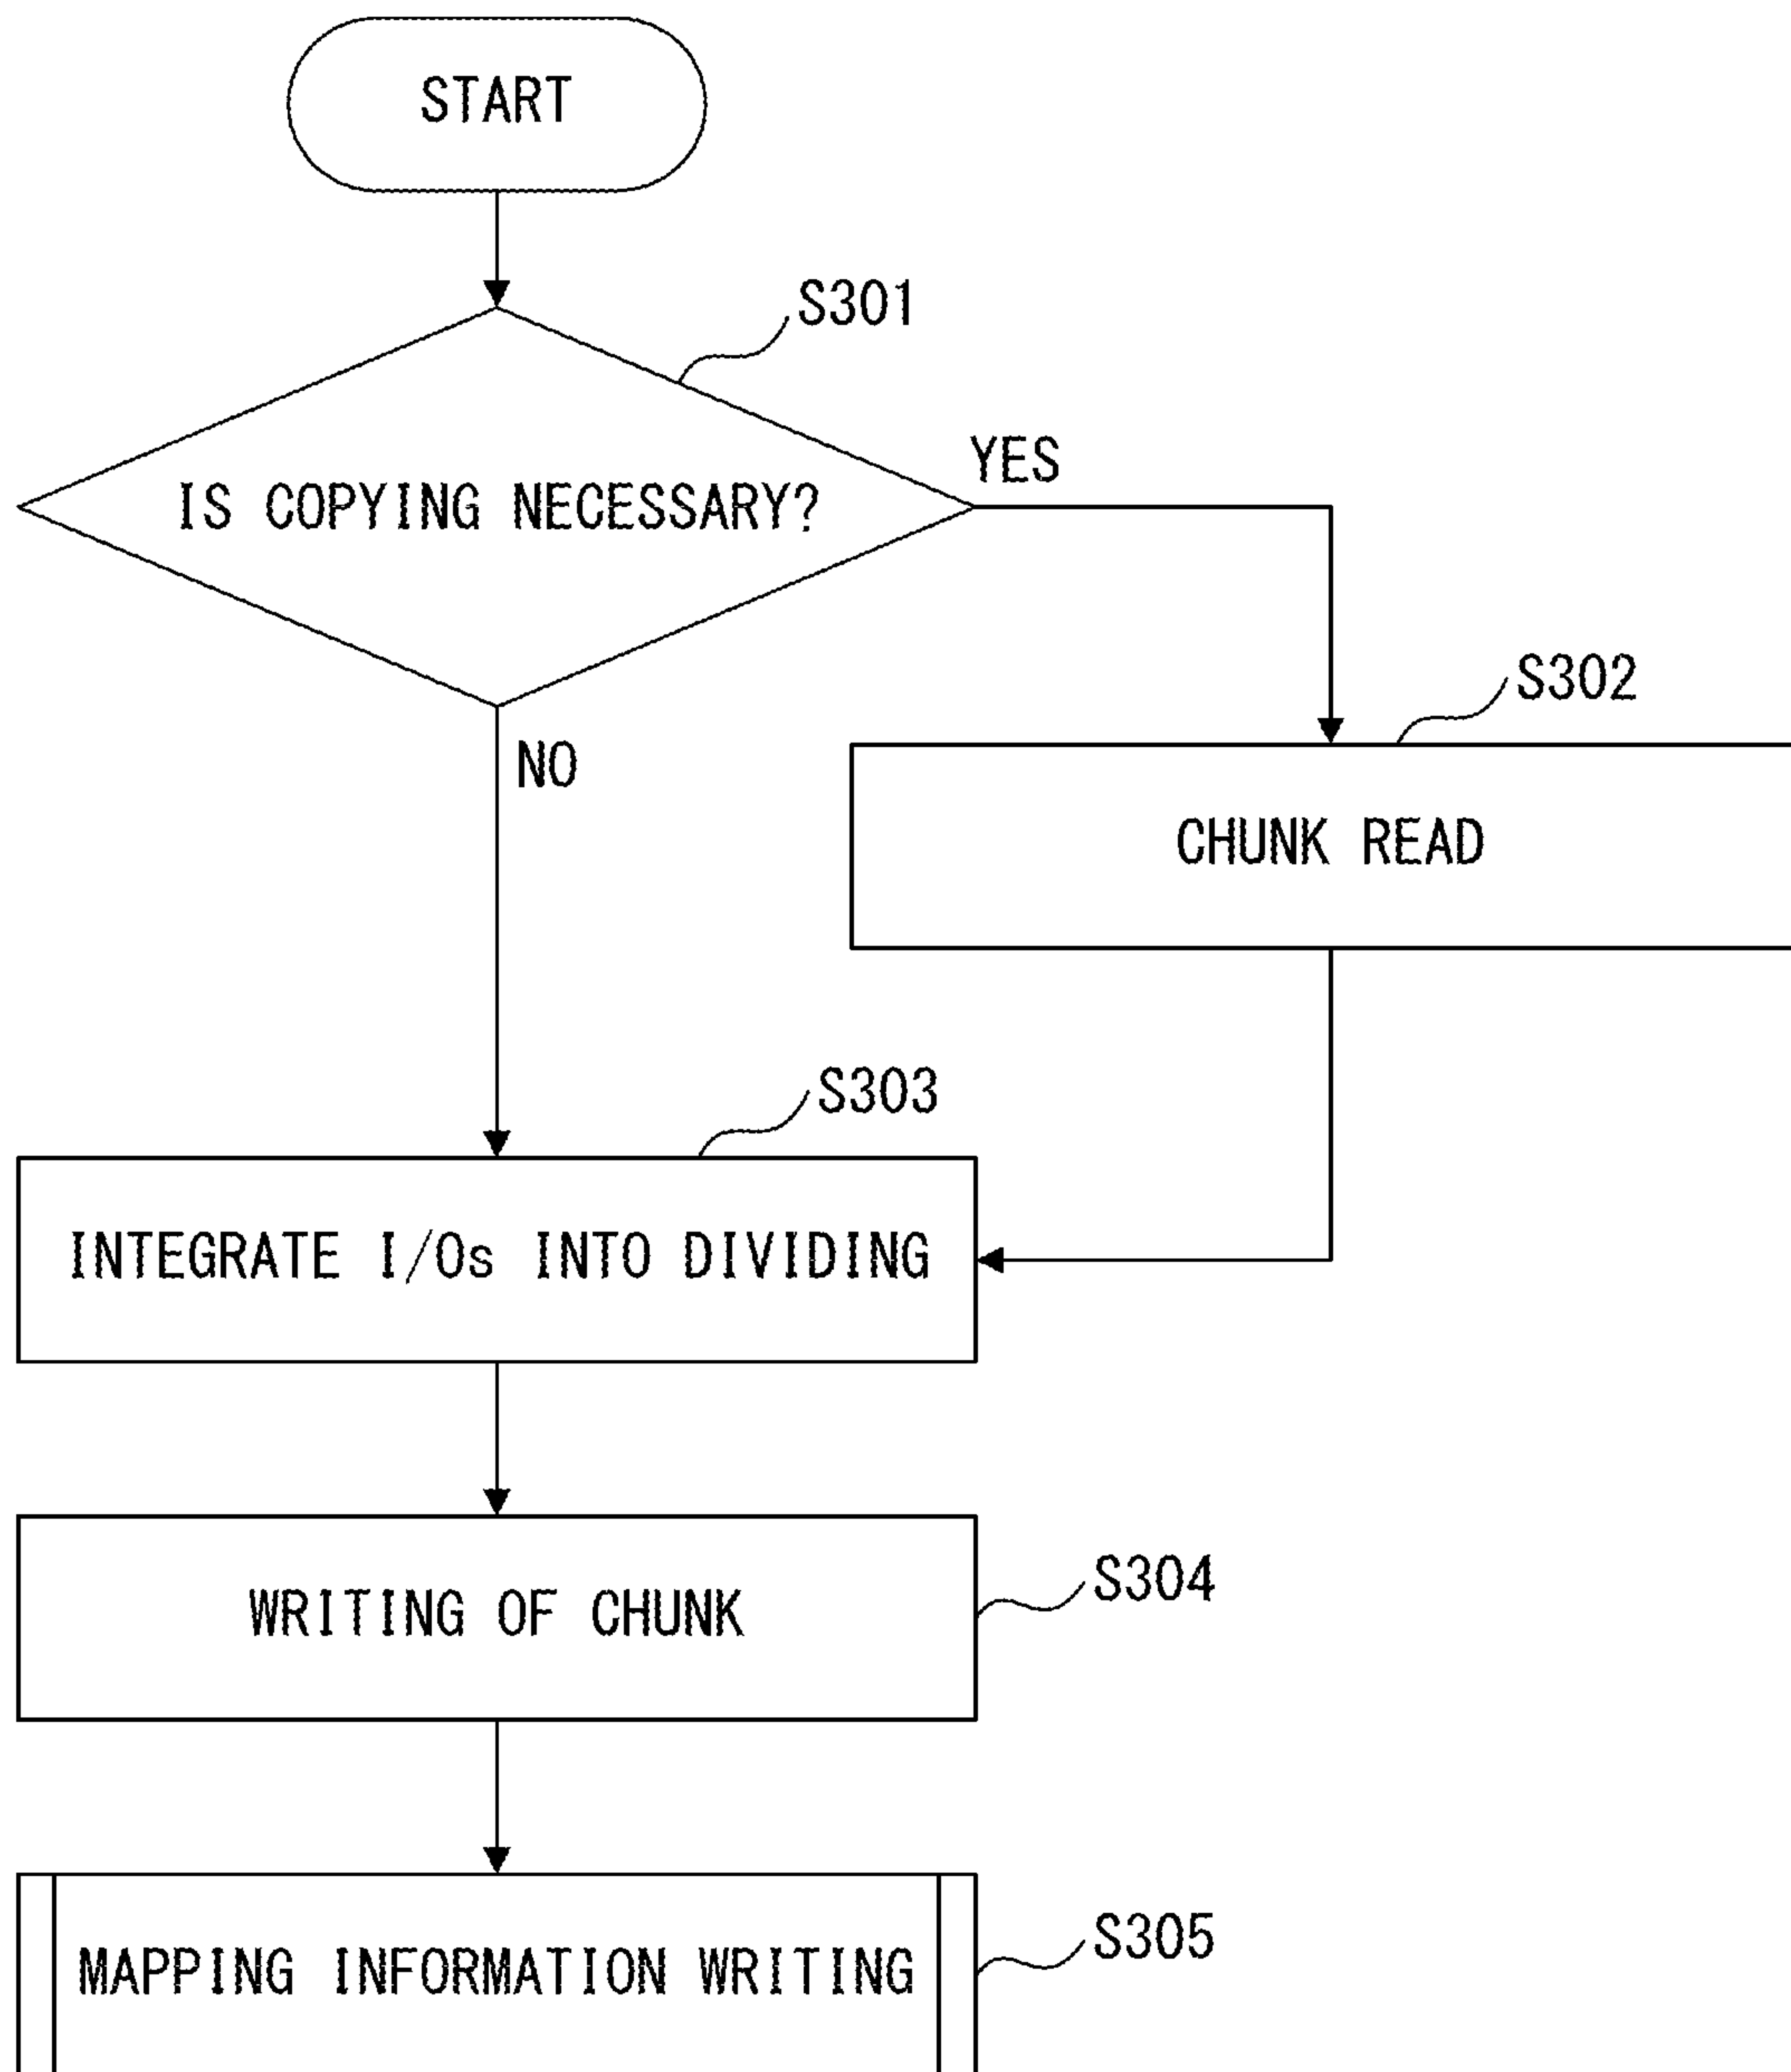 START
S301
IS COPYING NECESSARY?
YES
NO
S302
CHUNK READ
S303
INTEGRATE I/Os INTO DIVIDING
WRITING OF CHUNK
S304
MAPPING INFORMATION WRITING
S305